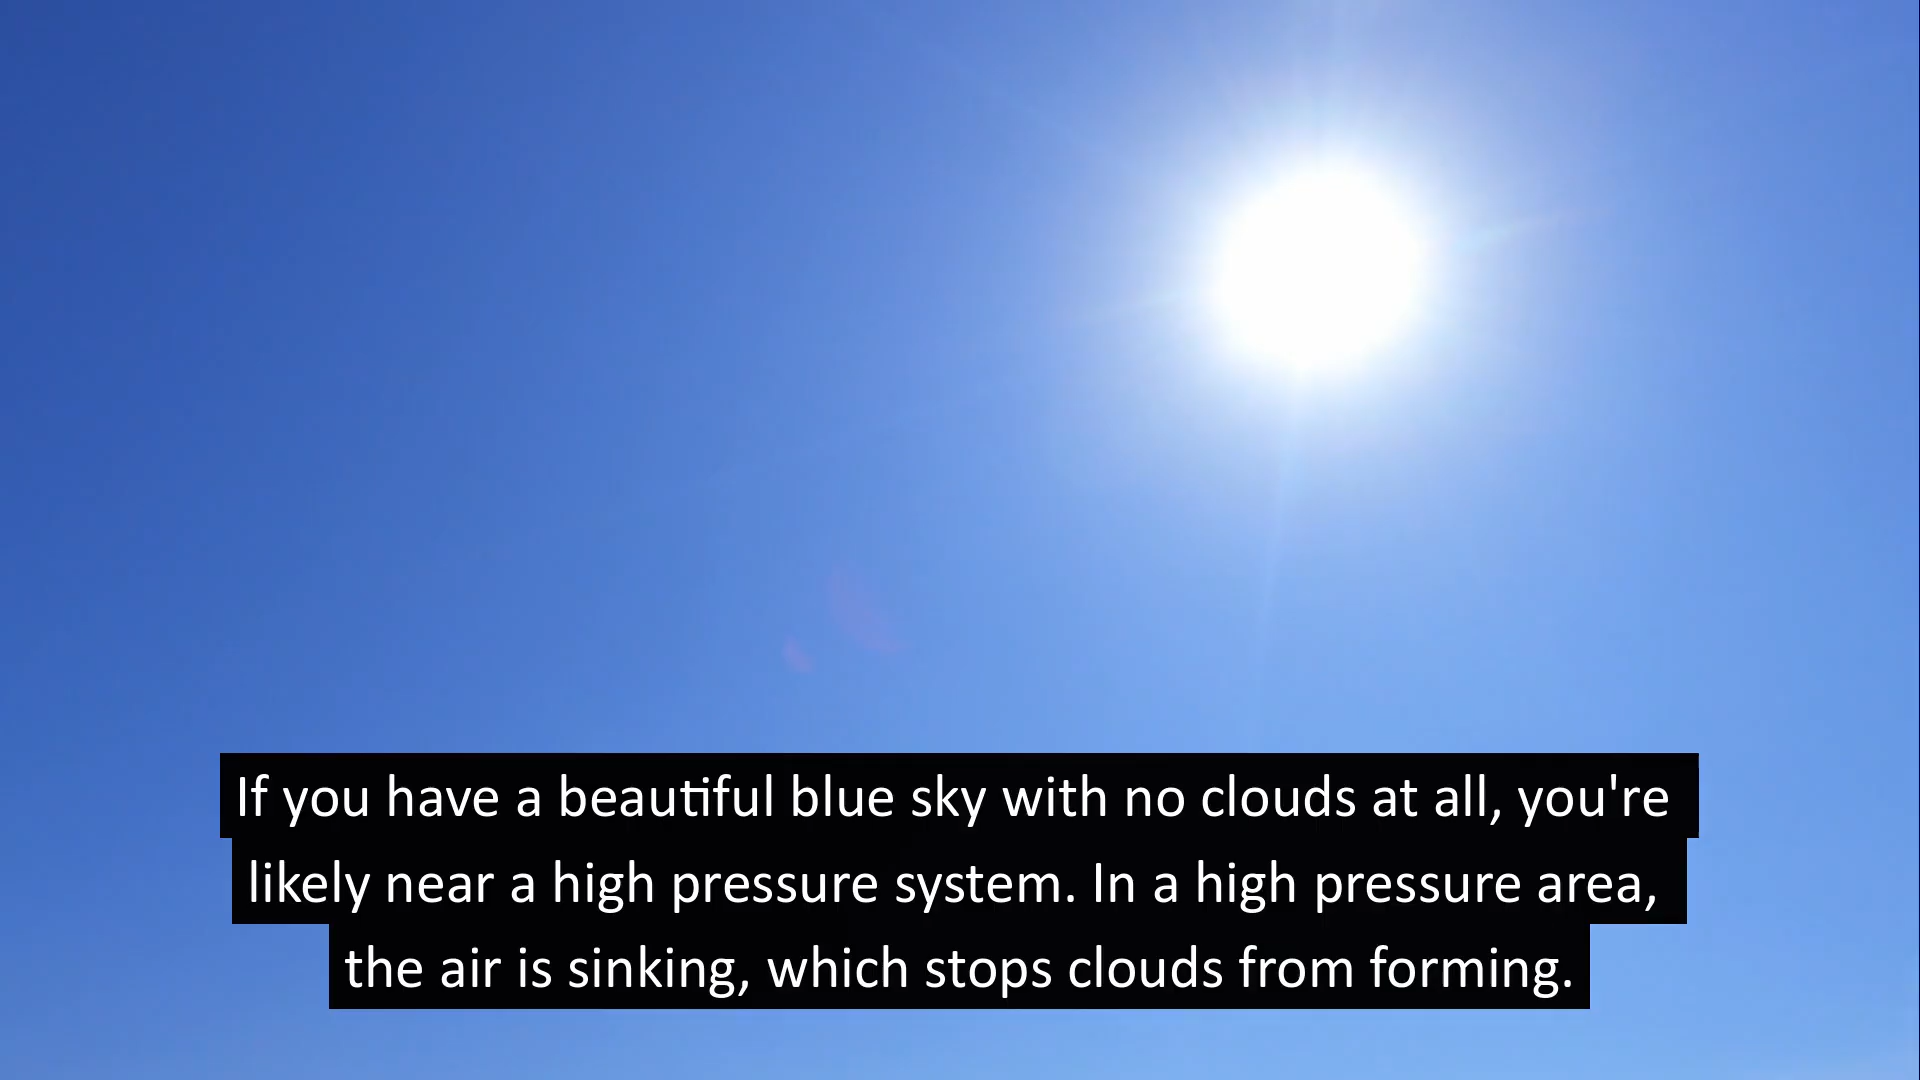 If you have a beautiful blue sky with no clouds at all, you're
likely near a high pressure system. In a high pressure area,
the air is sinking, which stops clouds from forming.